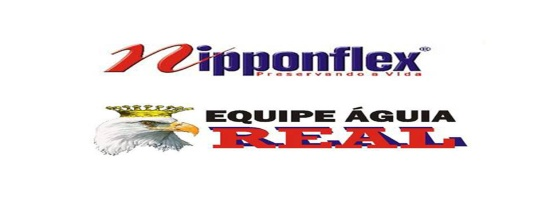 nipponflex®
Preservando a Vida
EQUIPE ÁGUIA
REAL